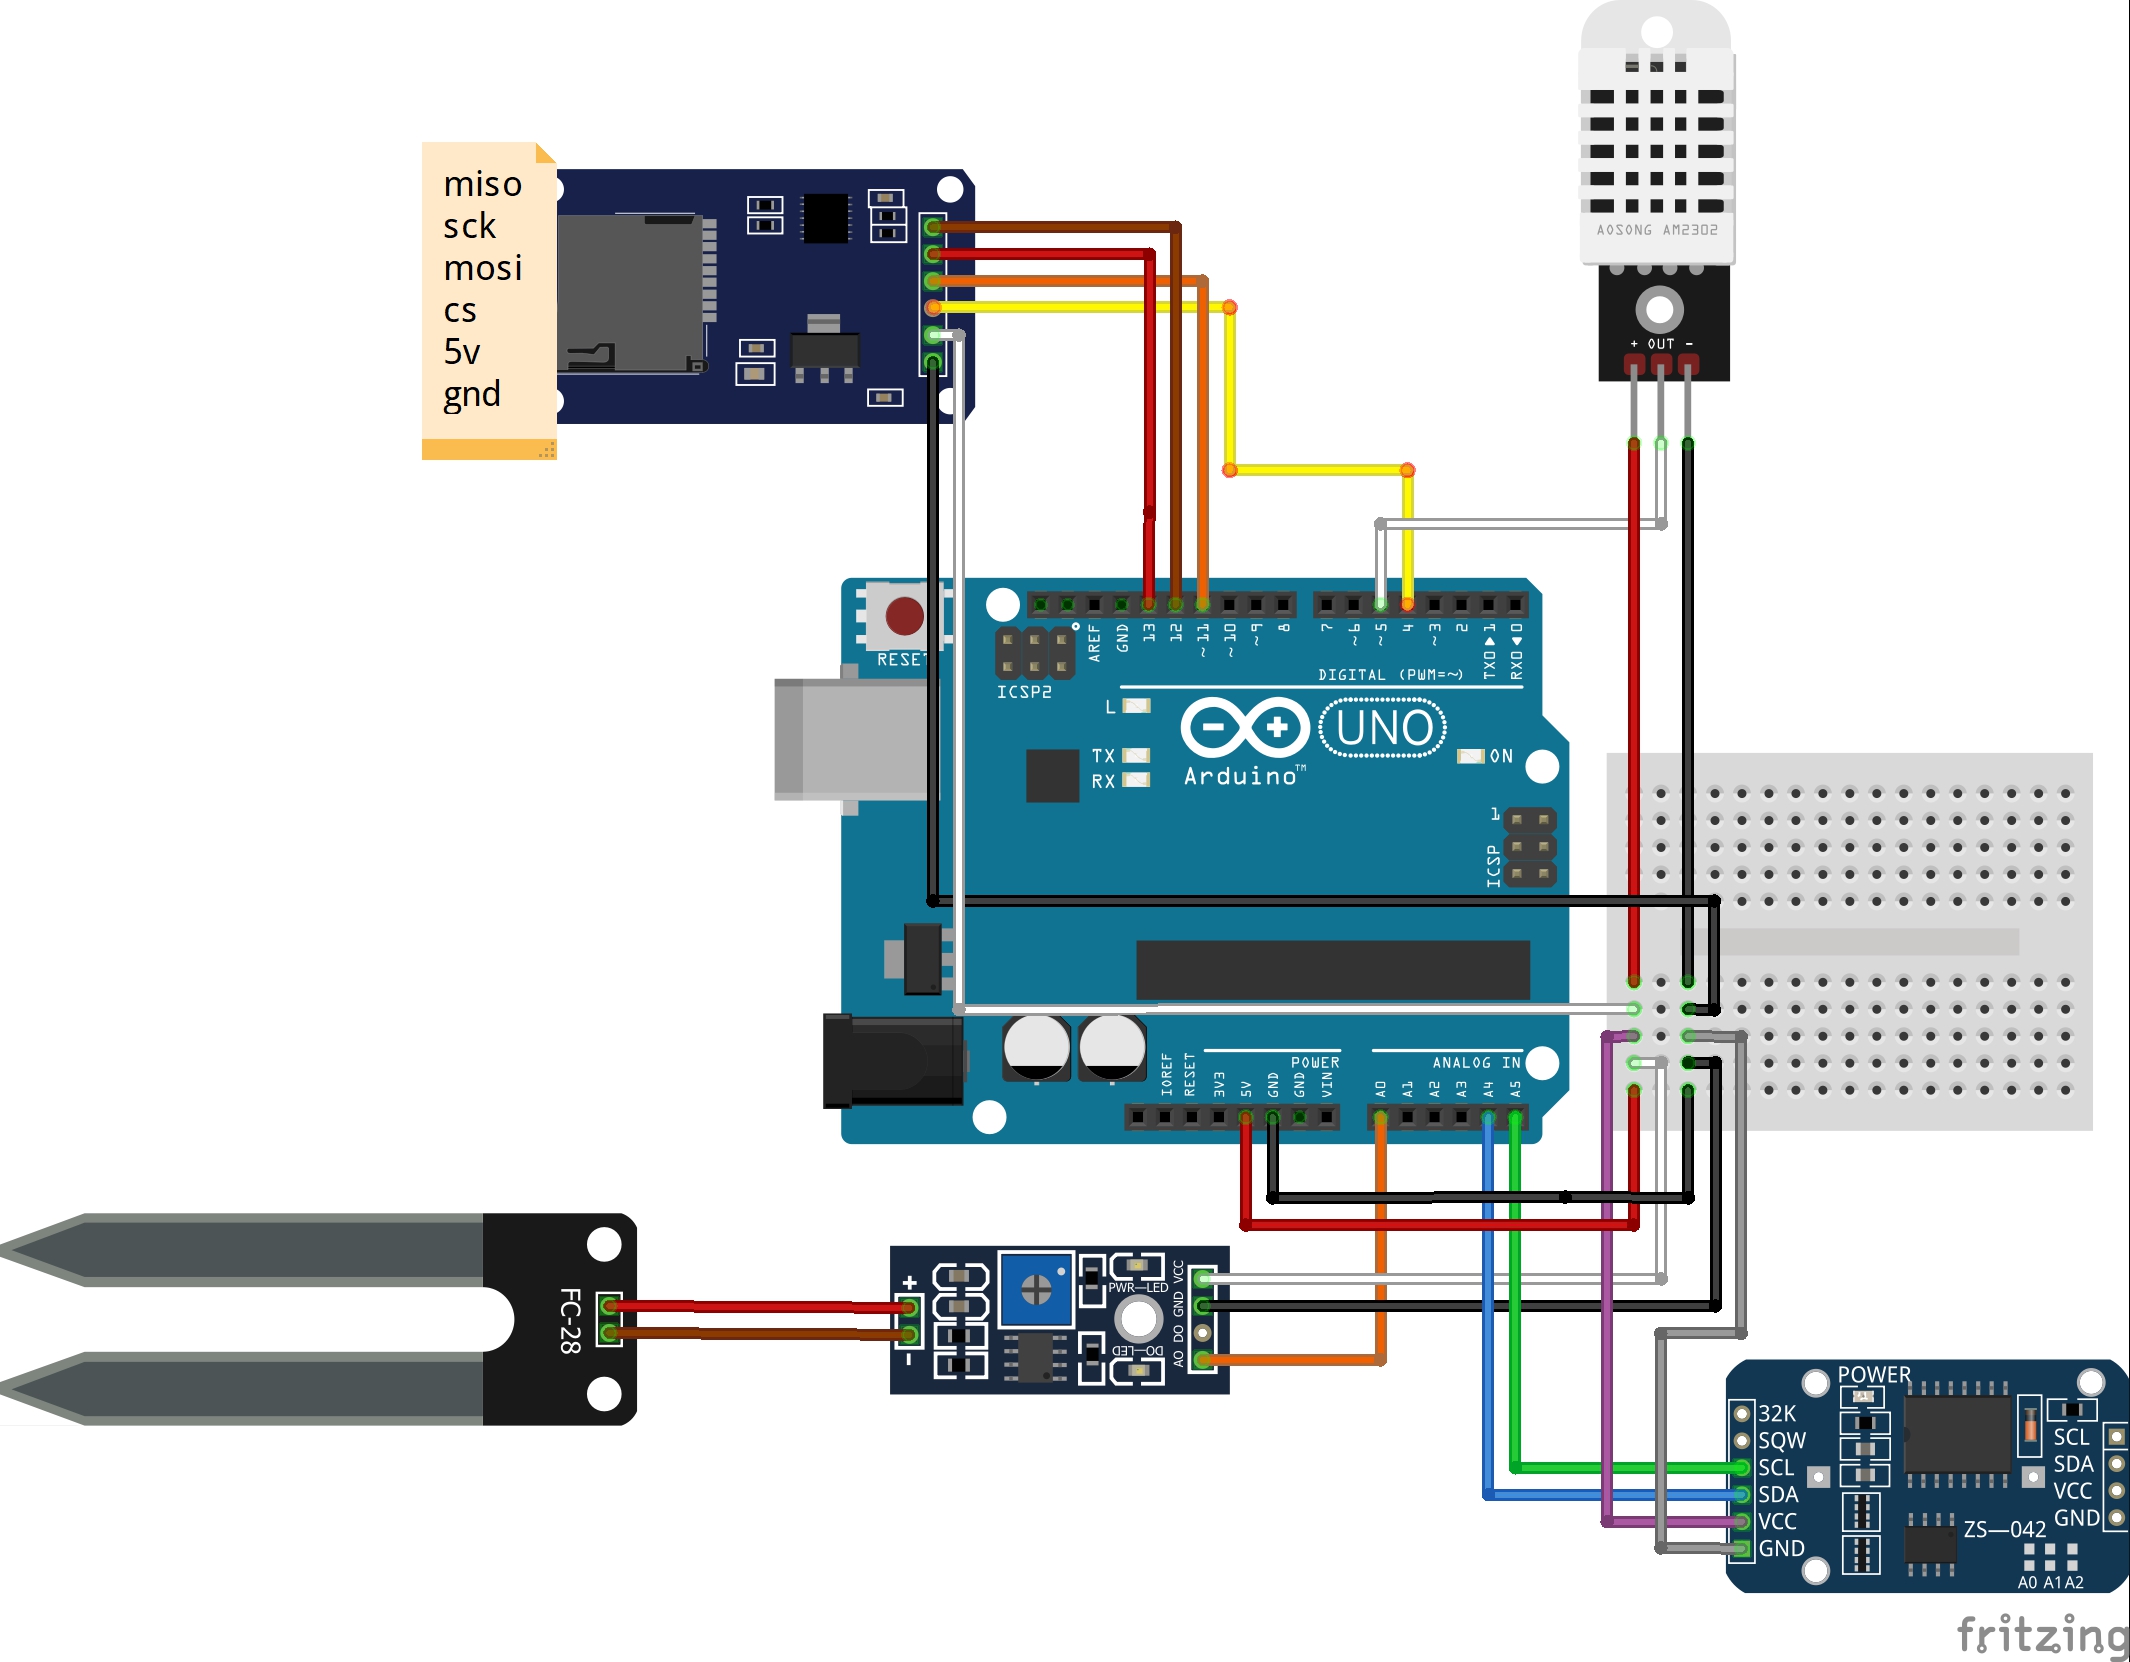 miso
sck
mosi
cs
5v
gnd
AOSONG AM2302
+ OUT −
RESET
ICSP2
AREF
GND
13
12
~11
~10
~9
8
7
~6
~5
4
~3
2
TX0▶1
RX0◀0
DIGITAL (PWM=~)
L
TX
RX
UNO
Arduino™
ON
1
ICSP
POWER
ANALOG IN
IOREF
RESET
3V3
5V
GND
GND
VIN
A0
A1
A2
A3
A4
A5
FC-28
+
−
PWR—LED
DO—LED
VCC
GND
DO
AO
POWER
32K
SQW
SCL
SDA
VCC
GND
SCL
SDA
VCC
GND
ZS—042
A0 A1 A2
fritzing